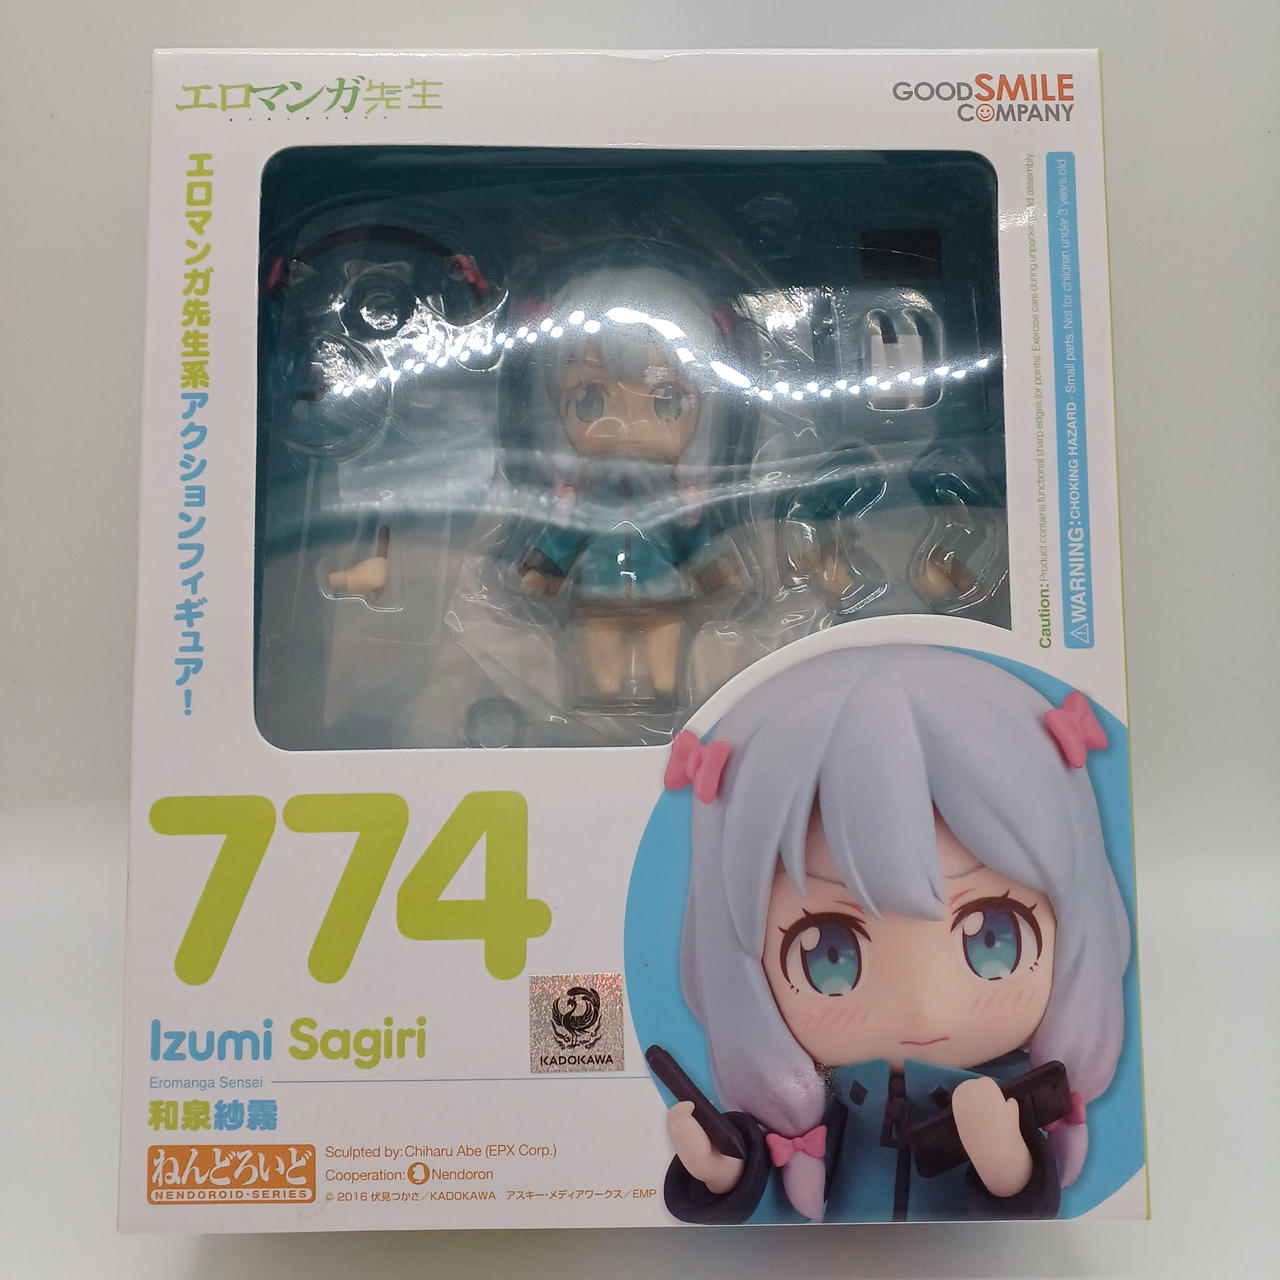 エロマンガ先生
GOOD SMILE
COMPANY
エロマンガ先生系アクションフィギュア!
Caution: Product contains functional sharp edges (or points). Exercise care during unpacking and assembly
⚠WARNING: CHOKING HAZARD - Small parts. Not for children under 3 years old.
774
Izumi Sagiri
Eromanga Sensei
和泉紗霧
KADOKAWA
ねんどろいど
NENDOROID・SERIES
Sculpted by: Chiharu Abe (EPX Corp.)
Cooperation: Nendoron
© 2016 伏見つかさ/KADOKAWA アスキー・メディアワークス/EMP